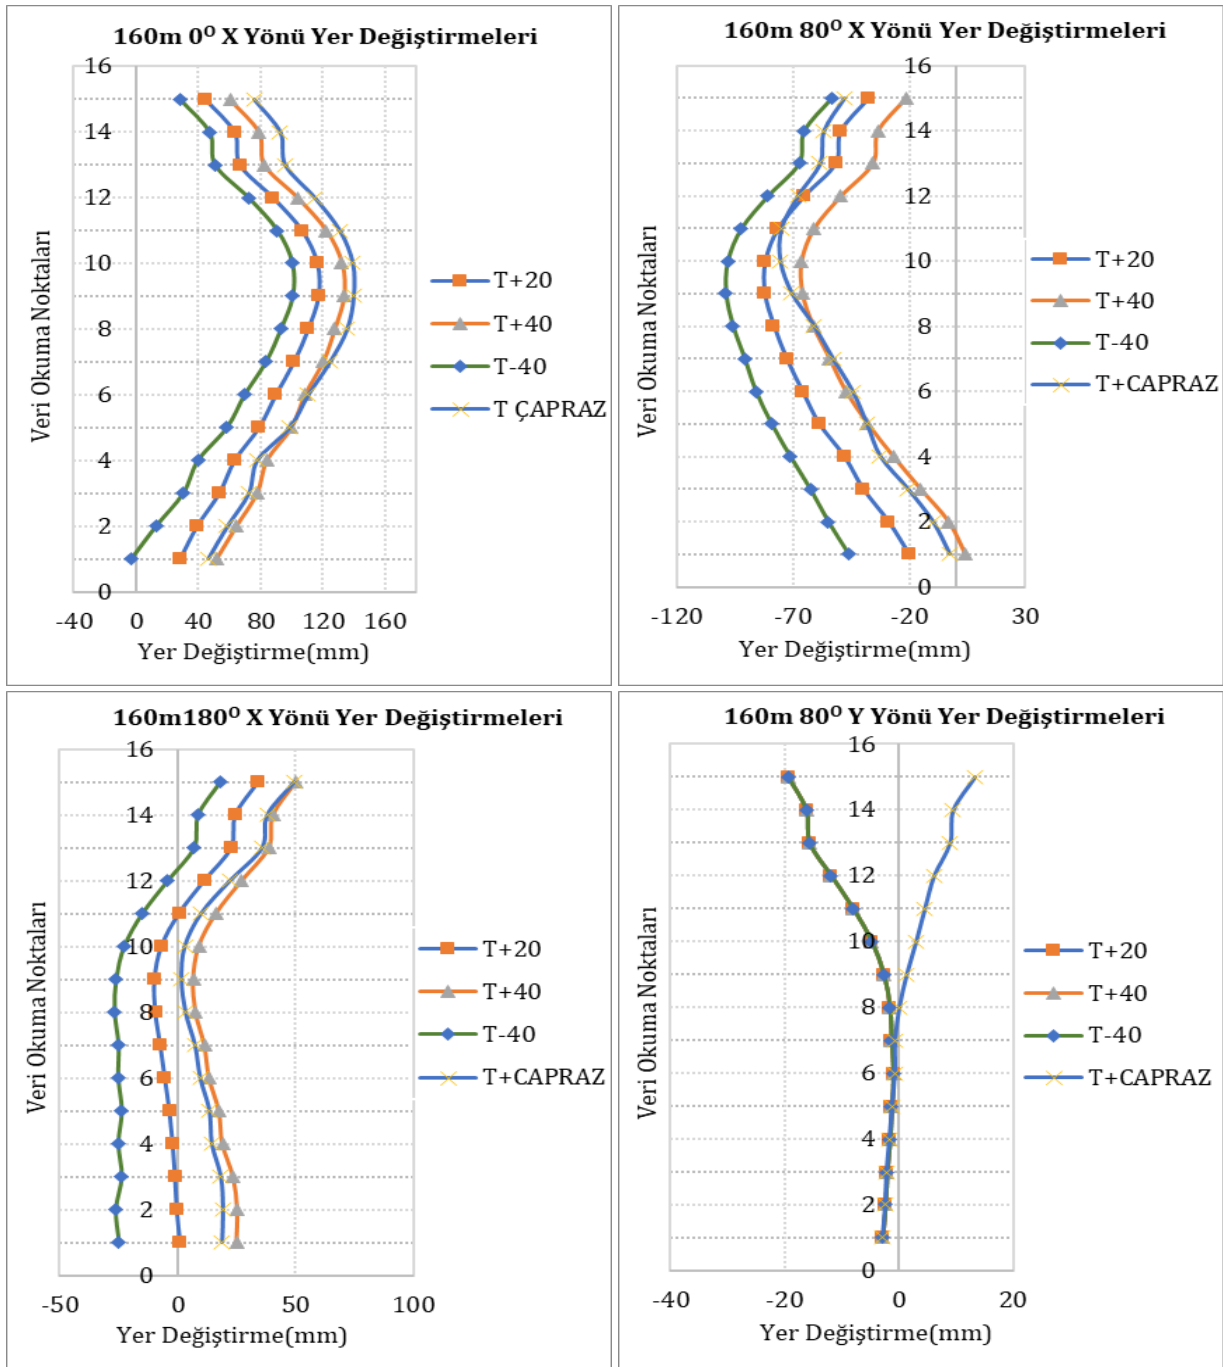 160m 0⁰ X Yönü Yer Değiştirmeleri
16
14
12
10
8
6
4
2
0
-40 0 40 80 120 160
Veri Okuma Noktaları
Yer Değiştirme(mm)
T+20
T+40
T-40
T ÇAPRAZ
160m 80⁰ X Yönü Yer Değiştirmeleri
16
14
12
10
8
6
4
2
0
-120 -70 -20 30
Veri Okuma Noktaları
Yer Değiştirme(mm)
T+20
T+40
T-40
T+CAPRAZ
160m180⁰ X Yönü Yer Değiştirmeleri
16
14
12
10
8
6
4
2
0
-50 0 50 100
Veri Okuma Noktaları
Yer Değiştirme(mm)
T+20
T+40
T-40
T+CAPRAZ
160m 80⁰ Y Yönü Yer Değiştirmeleri
16
14
12
10
8
6
4
2
0
-40 -20 0 20
Veri Okuma Noktaları
Yer Değiştirme(mm)
T+20
T+40
T-40
T+CAPRAZ